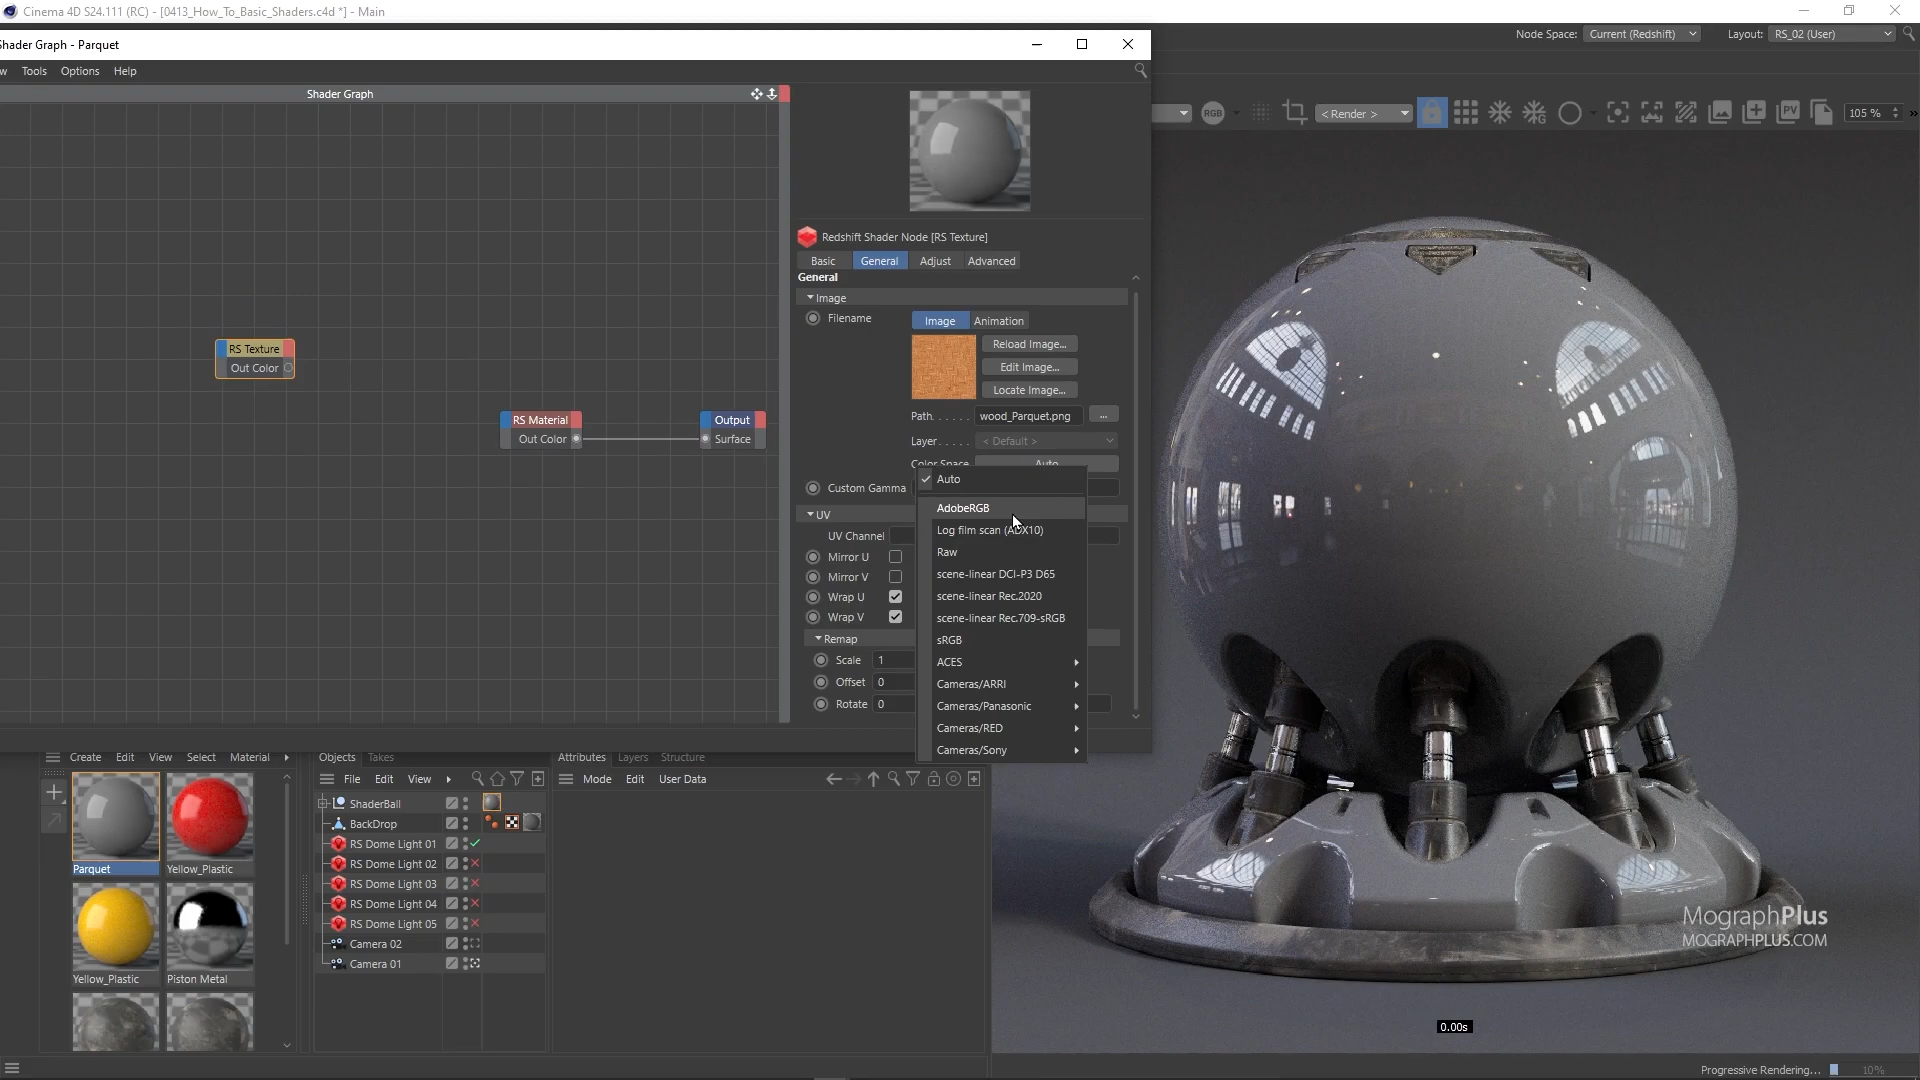 Cinema 4D S24.111 (RC) - [0413_How_To_Basic_Shaders.c4d *] - Main
Shader Graph - Parquet
Node Space: Current (Redshift)
Layout: RS_02 (User)
Tools Options Help
Shader Graph
RGB
< Render >
PV
105 %
Redshift Shader Node [RS Texture]
Basic General Adjust Advanced
General
Image
Filename
Image Animation
Reload Image...
Edit Image...
Locate Image...
Path. . . . . . wood_Parquet.png ...
Layer. . . . . < Default >
Color Space Auto
Custom Gamma
UV
UV Channel
Mirror U
Mirror V
Wrap U
Wrap V
Remap
Scale 1
Offset 0
Rotate 0
Auto
AdobeRGB
Log film scan (ADX10)
Raw
scene-linear DCI-P3 D65
scene-linear Rec.2020
scene-linear Rec.709-sRGB
sRGB
ACES
Cameras/ARRI
Cameras/Panasonic
Cameras/RED
Cameras/Sony
RS Texture
Out Color
RS Material
Out Color
Output
Surface
Create Edit View Select Material
Parquet
Yellow_Plastic
Yellow_Plastic
Piston Metal
Objects Takes
File Edit View
ShaderBall
BackDrop
RS Dome Light 01
RS Dome Light 02
RS Dome Light 03
RS Dome Light 04
RS Dome Light 05
Camera 02
Camera 01
Attributes Layers Structure
Mode Edit User Data
MographPlus
MOGRAPHPLUS.COM
0.00s
Progressive Rendering... 10%